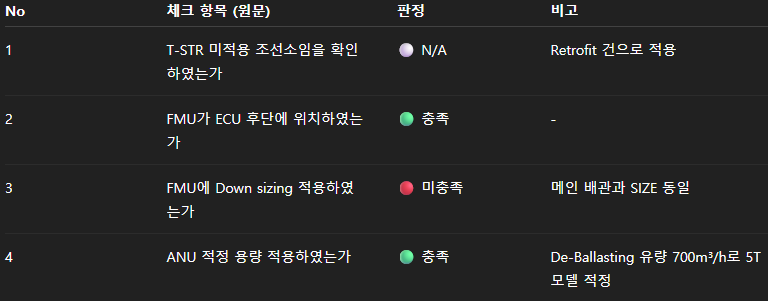 No 체크 항목 (원문) 판정 비고
1 T-STR 미적용 조선소임을 확인 N/A Retrofit 건으로 적용
하였는가
2 FMU가 ECU 후단에 위치하였는 충족 -
가
3 FMU에 Down sizing 적용하였 미충족 메인 배관과 SIZE 동일
는가
4 ANU 적정 용량 적용하였는가 충족 De-Ballasting 유량 700m³/h로 5T
모델 적정